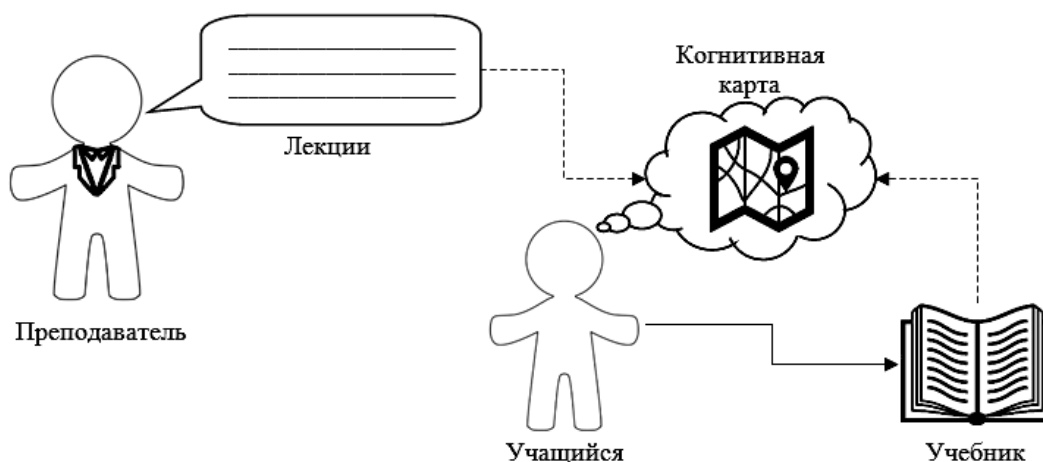 Когнитивная
карта
Лекции
Преподаватель
Учащийся
Учебник